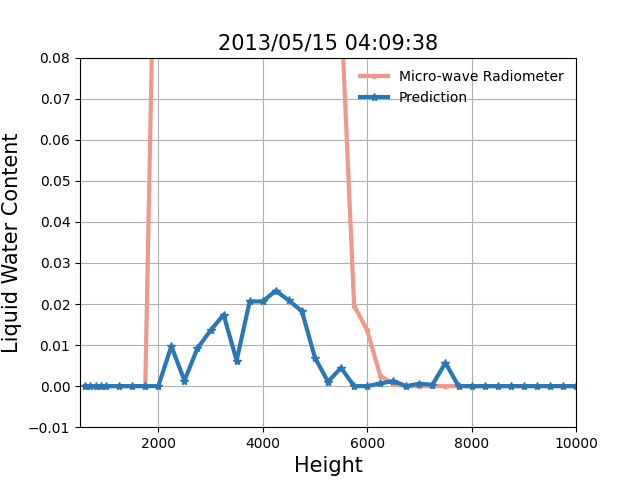 2013/05/15 04:09:38
0.08
0.07
0.06
0.05
0.04
0.03
0.02
0.01
0.00
−0.01
Liquid Water Content
Micro-wave Radiometer
Prediction
2000 4000 6000 8000 10000
Height